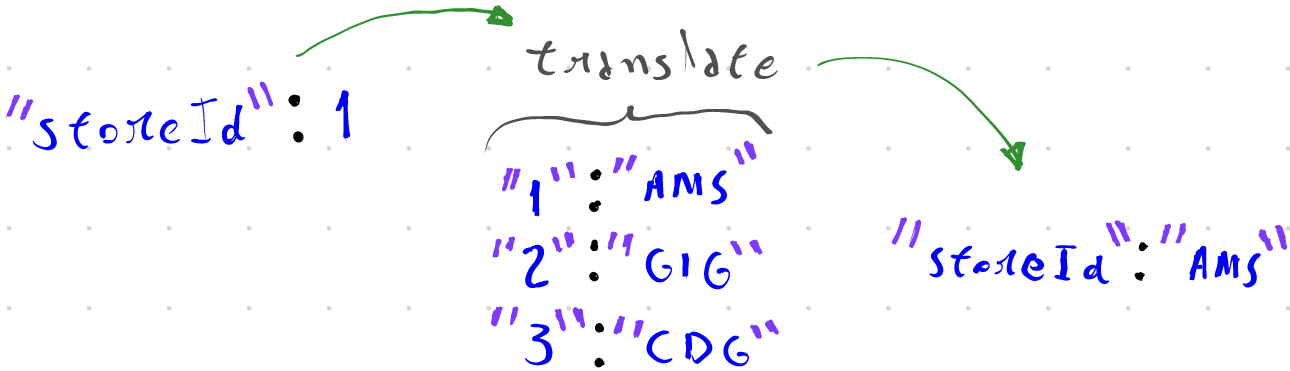 translate
"storeId": 1
"1": "AMS"
"2": "GIG"
"3": "CDG"
"storeId": "AMS"